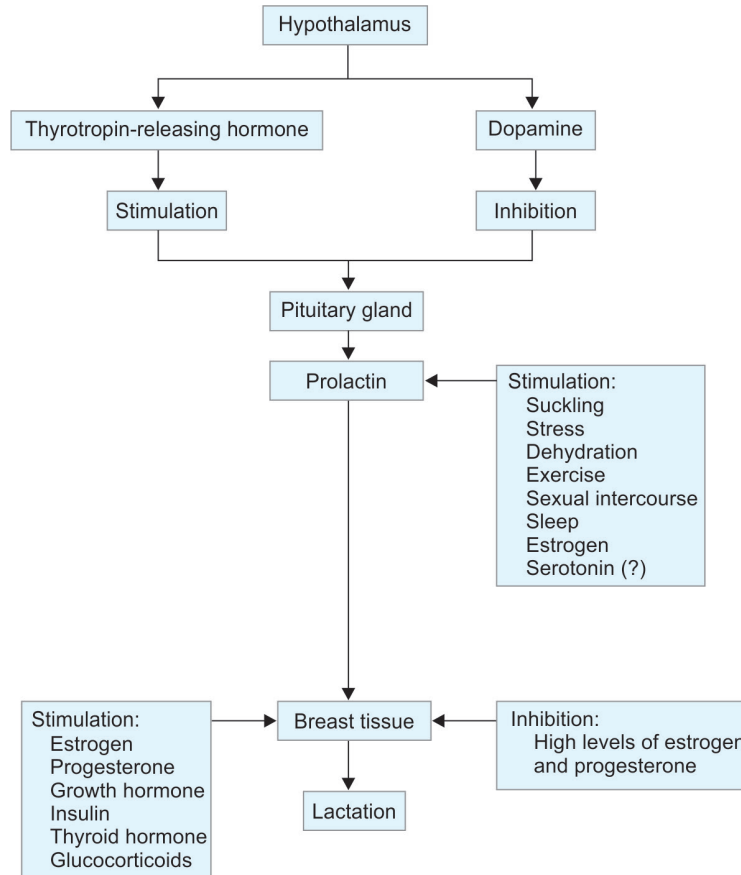 Hypothalamus
Thyrotropin-releasing hormone
Dopamine
Stimulation
Inhibition
Pituitary gland
Prolactin
Stimulation:
Suckling
Stress
Dehydration
Exercise
Sexual intercourse
Sleep
Estrogen
Serotonin (?)
Stimulation:
Estrogen
Progesterone
Growth hormone
Insulin
Thyroid hormone
Glucocorticoids
Breast tissue
Inhibition:
High levels of estrogen
and progesterone
Lactation